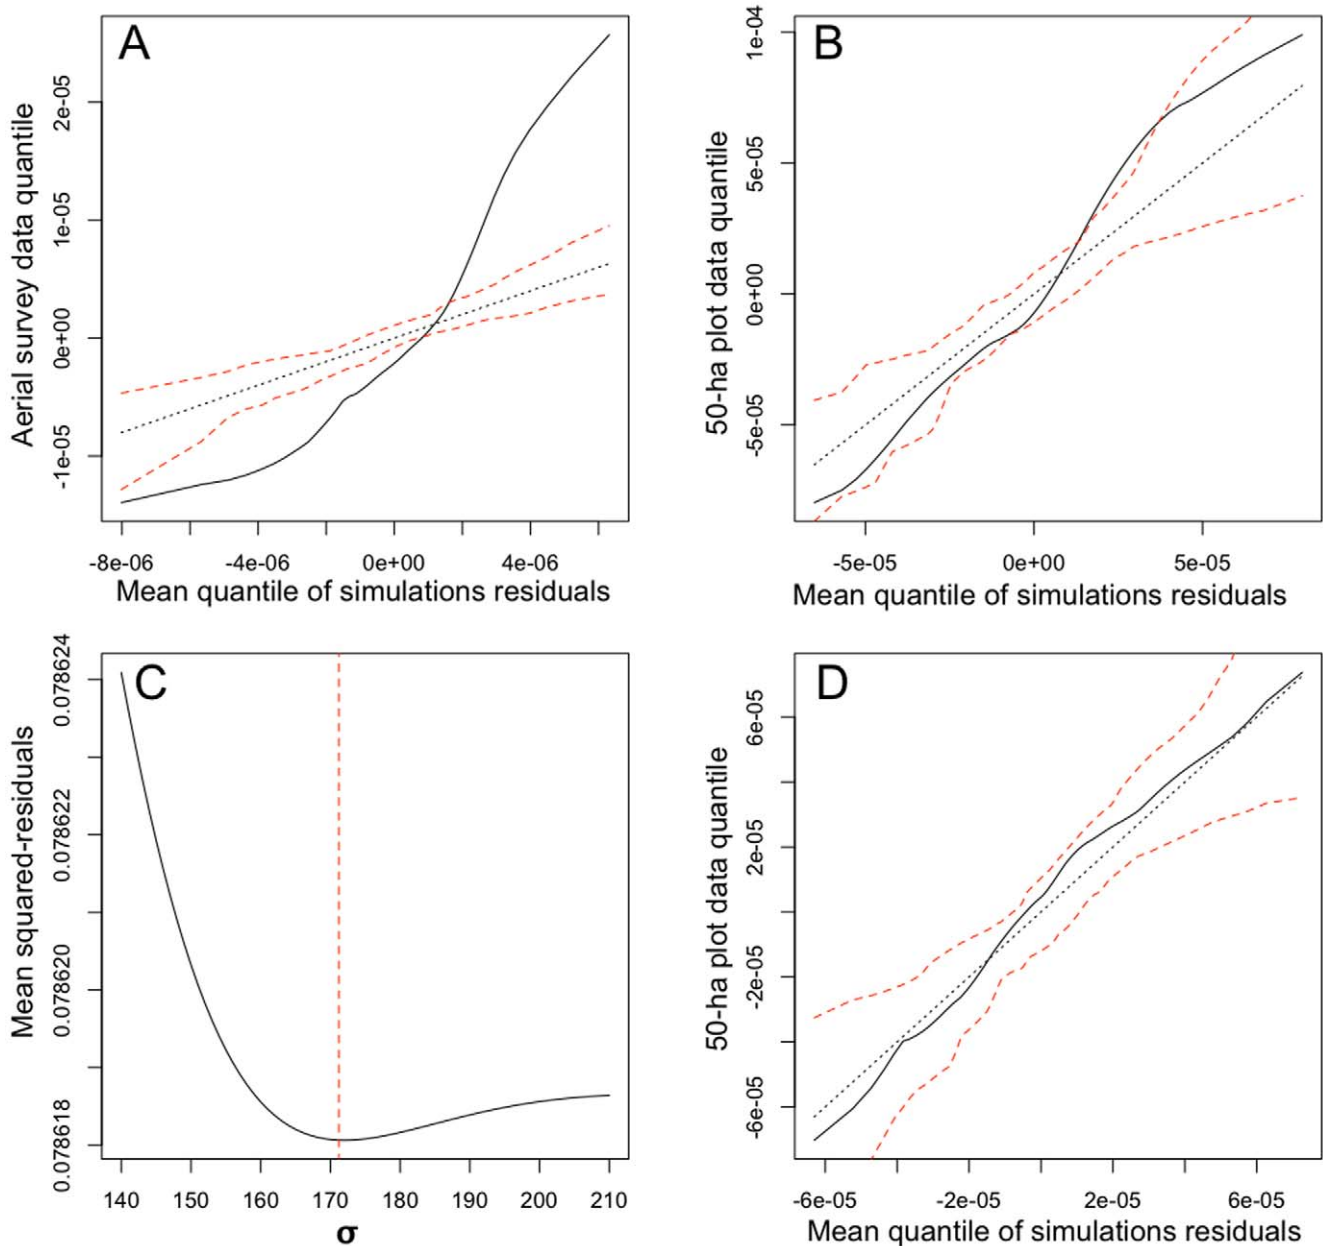 A
Aerial survey data quantile
2e-05
1e-05
0e+00
-1e-05
-8e-06 -4e-06 0e+00 4e-06
Mean quantile of simulations residuals
B
50-ha plot data quantile
1e-04
5e-05
0e+00
-5e-05
-5e-05 0e+00 5e-05
Mean quantile of simulations residuals
C
Mean squared-residuals
0.078624
0.078622
0.078620
0.078618
140 150 160 170 180 190 200 210
σ
D
50-ha plot data quantile
6e-05
2e-05
-2e-05
-6e-05
-6e-05 -2e-05 2e-05 6e-05
Mean quantile of simulations residuals